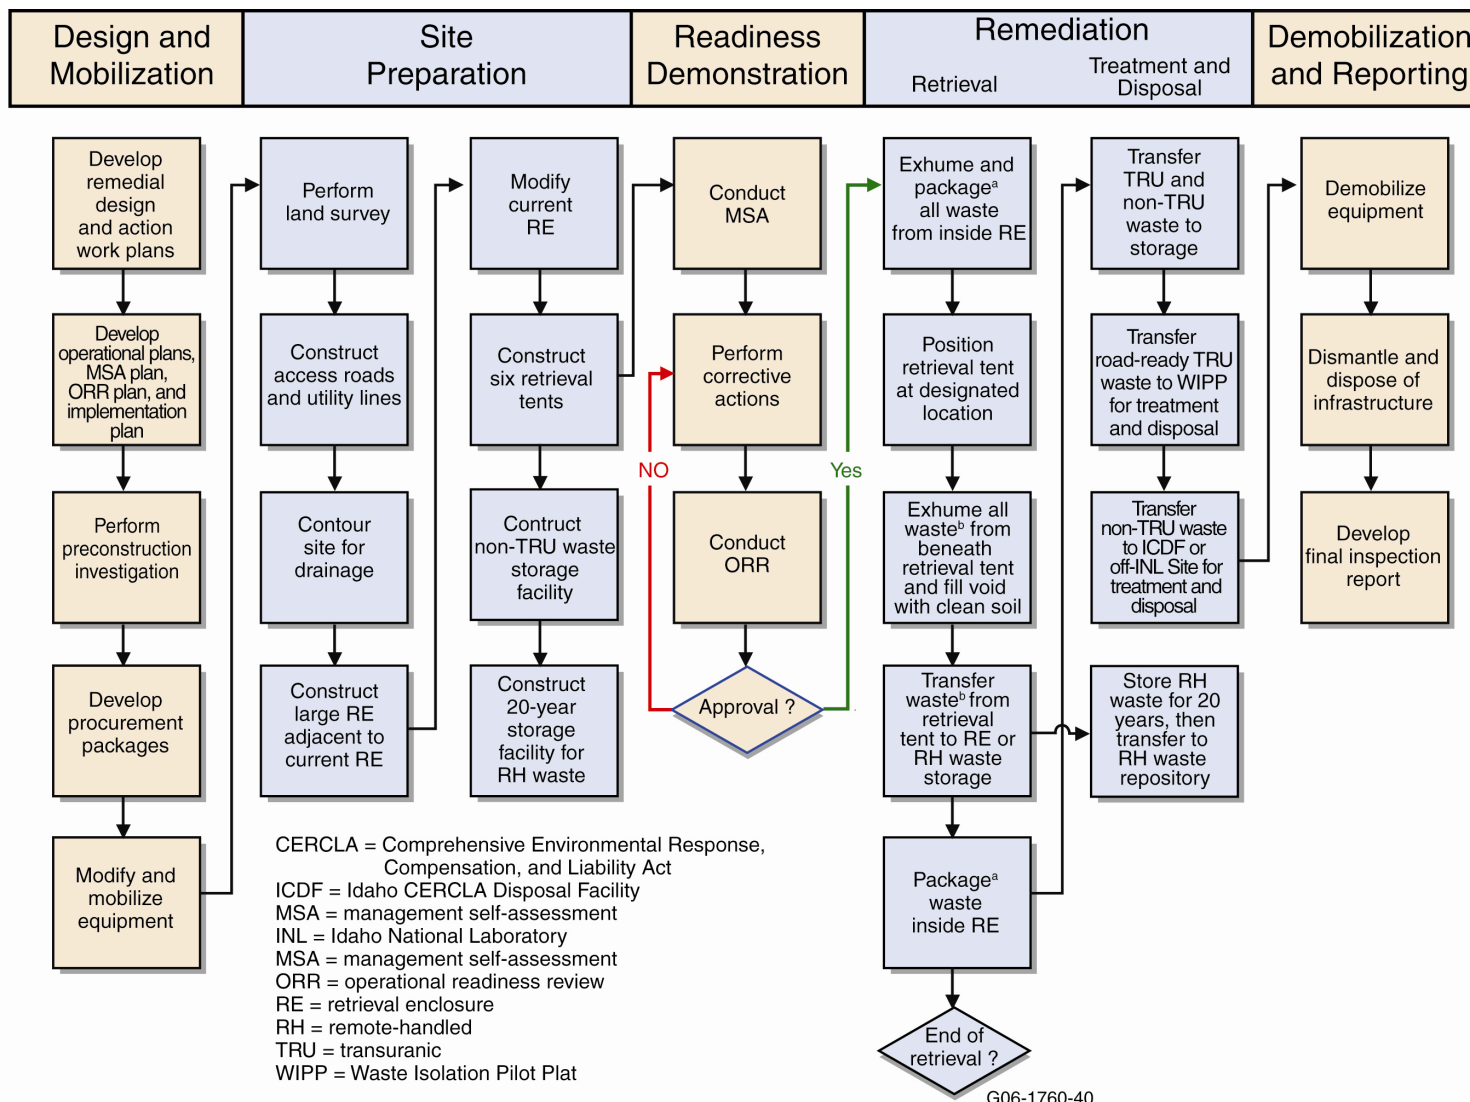 Design and
Mobilization
Site
Preparation
Readiness
Demonstration
Remediation
Retrieval
Treatment and
Disposal
Demobilization
and Reporting
Develop
remedial
design
and action
work plans
Develop
operational plans,
MSA plan,
ORR plan, and
implementation
plan
Perform
preconstruction
investigation
Develop
procurement
packages
Modify and
mobilize
equipment
Perform
land survey
Construct
access roads
and utility lines
Contour
site for
drainage
Construct
large RE
adjacent to
current RE
Modify
current
RE
Construct
six retrieval
tents
Contruct
non-TRU waste
storage
facility
Construct
20-year
storage
facility for
RH waste
Conduct
MSA
Perform
corrective
actions
Conduct
ORR
Approval ?
NO
Yes
Exhume and
packageᵃ
all waste
from inside RE
Position
retrieval tent
at designated
location
Exhume all
wasteᵇ from
beneath
retrieval tent
and fill void
with clean soil
Transfer
wasteᵇ from
retrieval
tent to RE or
RH waste
storage
Packageᵃ
waste
inside RE
End of
retrieval ?
Transfer
TRU and
non-TRU
waste to
storage
Transfer
road-ready TRU
waste to WIPP
for treatment
and disposal
Transfer
non-TRU waste
to ICDF or
off-INL Site for
treatment and
disposal
Store RH
waste for 20
years, then
transfer to
RH waste
repository
Demobilize
equipment
Dismantle and
dispose of
infrastructure
Develop
final inspection
report
CERCLA = Comprehensive Environmental Response,
Compensation, and Liability Act
ICDF = Idaho CERCLA Disposal Facility
MSA = management self-assessment
INL = Idaho National Laboratory
MSA = management self-assessment
ORR = operational readiness review
RE = retrieval enclosure
RH = remote-handled
TRU = transuranic
WIPP = Waste Isolation Pilot Plat
G06-1760-40